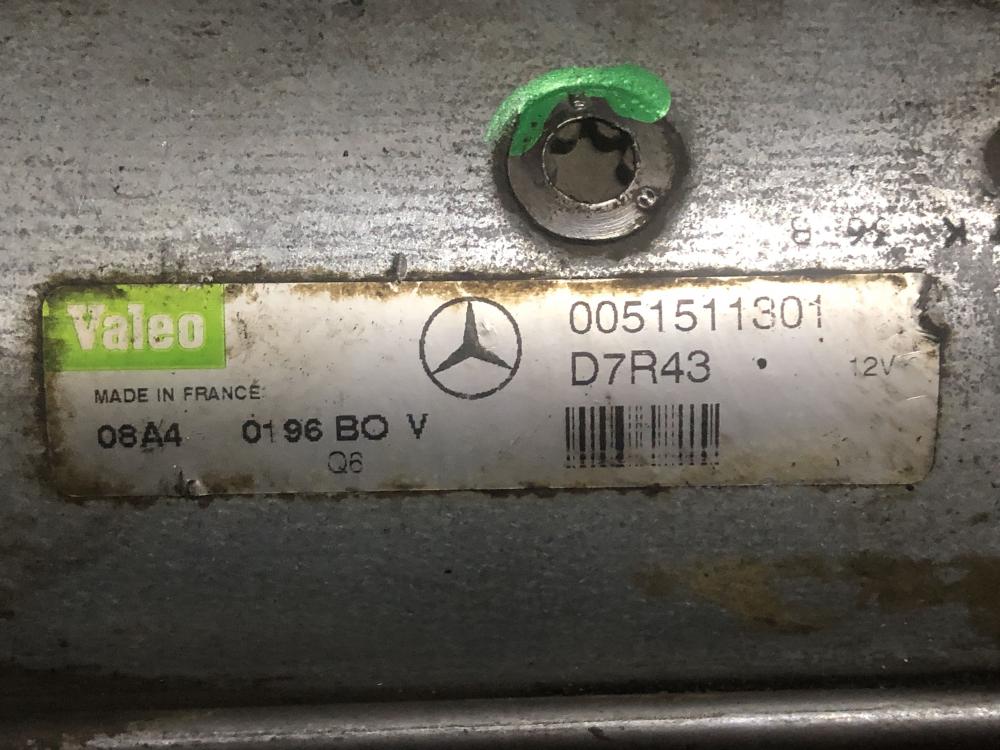 Valeo
0051511301
D7R43
12V
MADE IN FRANCE
08A4 0196 BO V
Q6